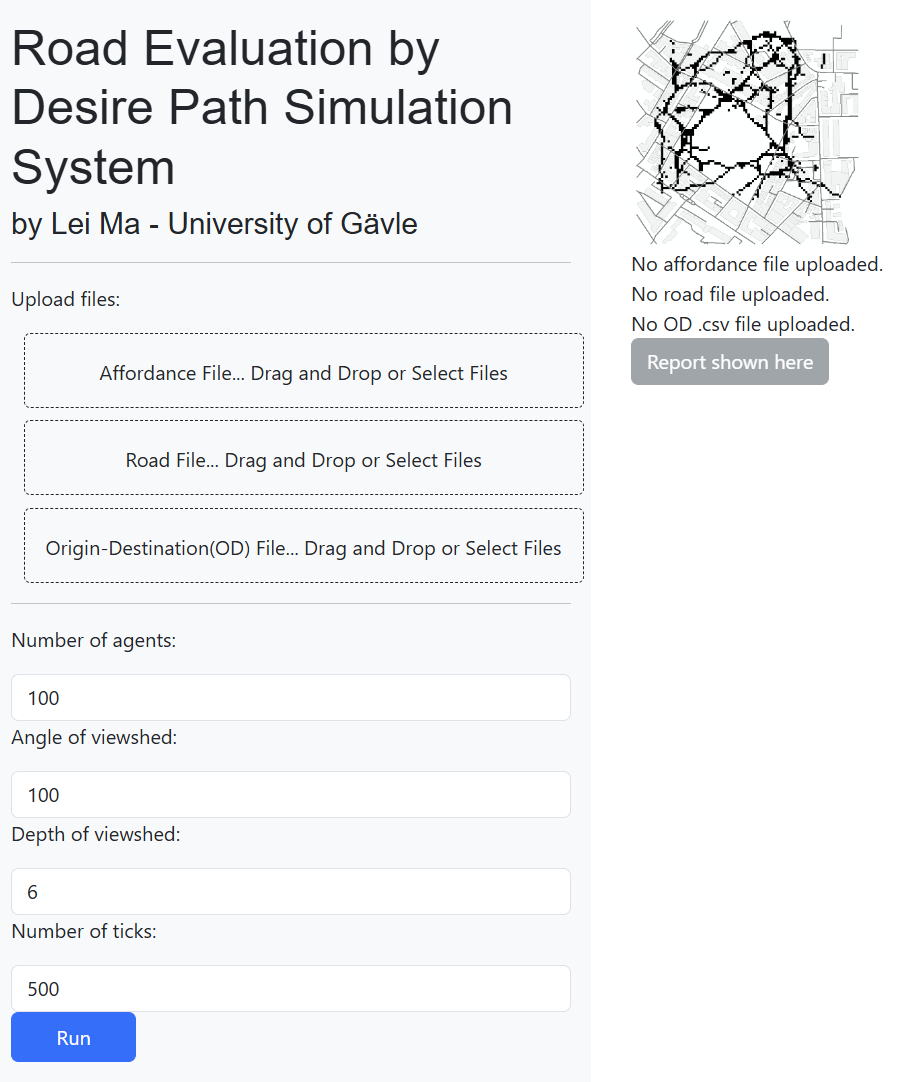 Road Evaluation by
Desire Path Simulation
System
by Lei Ma - University of Gävle
Upload files:
Affordance File... Drag and Drop or Select Files
Road File... Drag and Drop or Select Files
Origin-Destination(OD) File... Drag and Drop or Select Files
Number of agents:
100
Angle of viewshed:
100
Depth of viewshed:
6
Number of ticks:
500
Run
No affordance file uploaded.
No road file uploaded.
No OD .csv file uploaded.
Report shown here